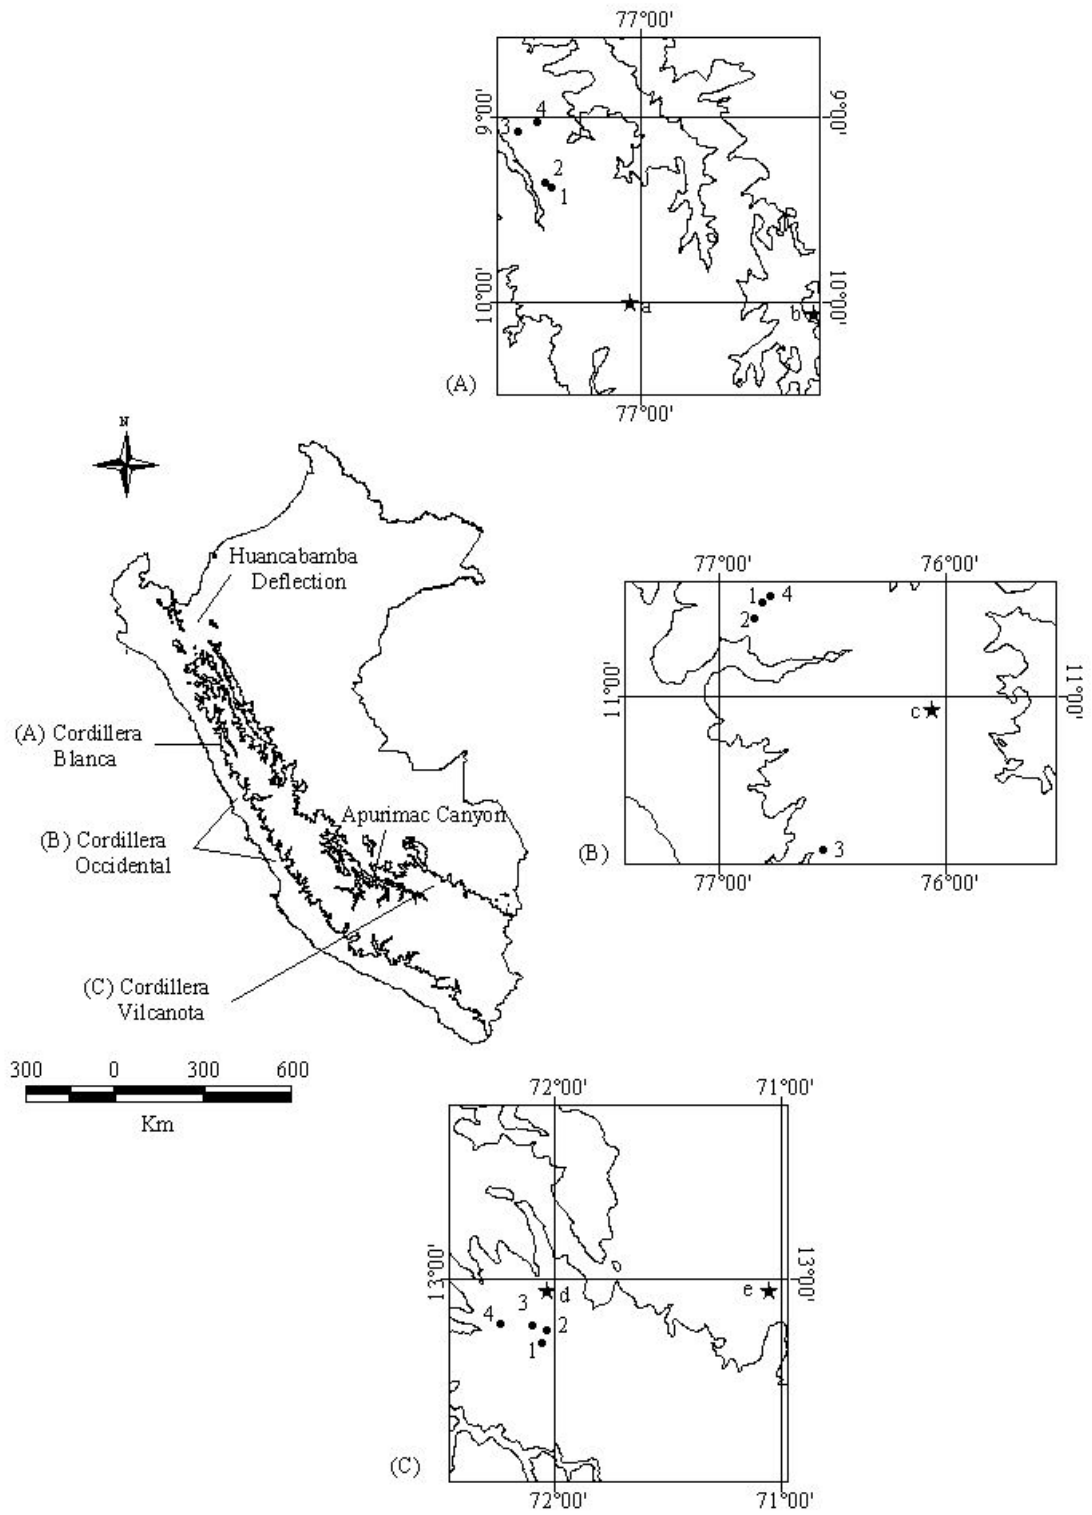 77°00'
9°00'
9°00'
4
3
2
1
10°00'
10°00'
a
b
(A)
77°00'
N
Huancabamba
Deflection
(A) Cordillera
Blanca
Apurimac Canyon
(B) Cordillera
Occidental
(C) Cordillera
Vilcanota
300 0 300 600
Km
77°00' 76°00'
1 4
2
11°00'
11°00'
c
3
(B)
77°00' 76°00'
72°00' 71°00'
13°00'
13°00'
d
e
3
4
2
1
(C)
72°00' 71°00'